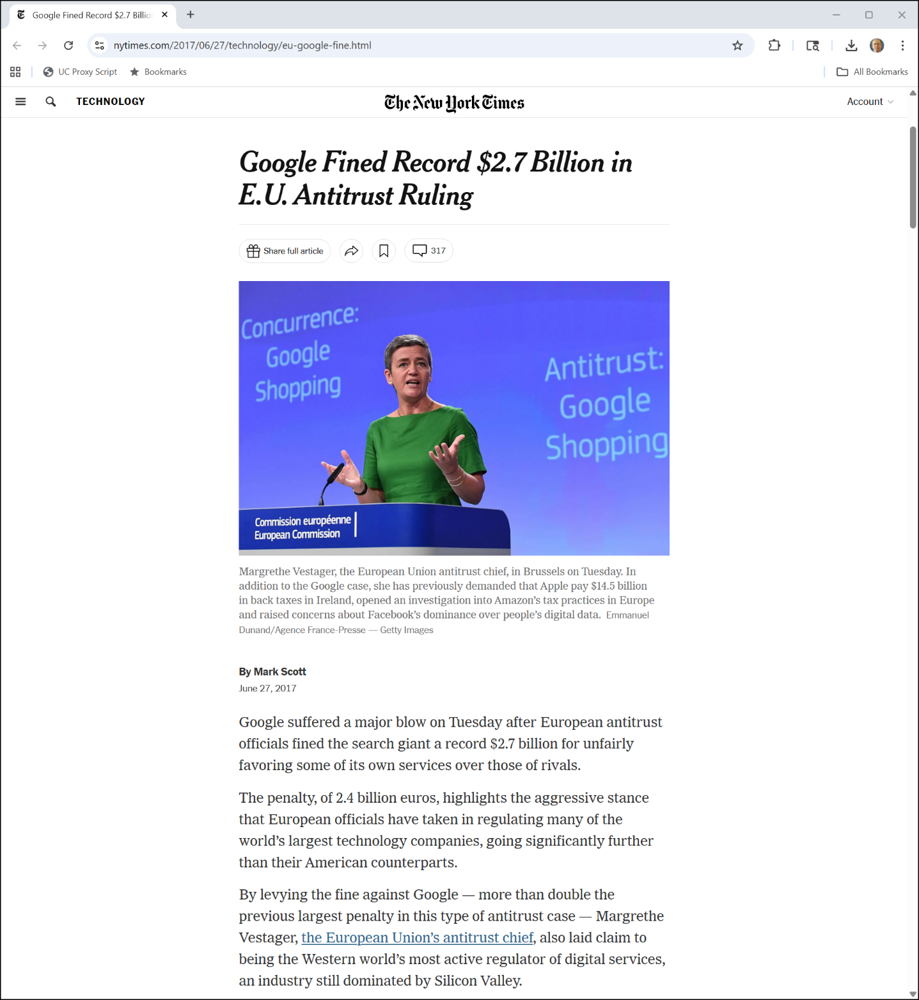 Google Fined Record $2.7 Billio
nytimes.com/2017/06/27/technology/eu-google-fine.html
UC Proxy Script
Bookmarks
All Bookmarks
TECHNOLOGY
The New York Times
Account
Google Fined Record $2.7 Billion in
E.U. Antitrust Ruling
Share full article
317
Concurrence:
Google
Shopping
Antitrust:
Google
Shopping
Commission européenne
European Commission
Margrethe Vestager, the European Union antitrust chief, in Brussels on Tuesday. In
addition to the Google case, she has previously demanded that Apple pay $14.5 billion
in back taxes in Ireland, opened an investigation into Amazon’s tax practices in Europe
and raised concerns about Facebook’s dominance over people’s digital data. Emmanuel
Dunand/Agence France-Presse — Getty Images
By Mark Scott
June 27, 2017
Google suffered a major blow on Tuesday after European antitrust
officials fined the search giant a record $2.7 billion for unfairly
favoring some of its own services over those of rivals.
The penalty, of 2.4 billion euros, highlights the aggressive stance
that European officials have taken in regulating many of the
world’s largest technology companies, going significantly further
than their American counterparts.
By levying the fine against Google — more than double the
previous largest penalty in this type of antitrust case — Margrethe
Vestager, the European Union’s antitrust chief, also laid claim to
being the Western world’s most active regulator of digital services,
an industry still dominated by Silicon Valley.